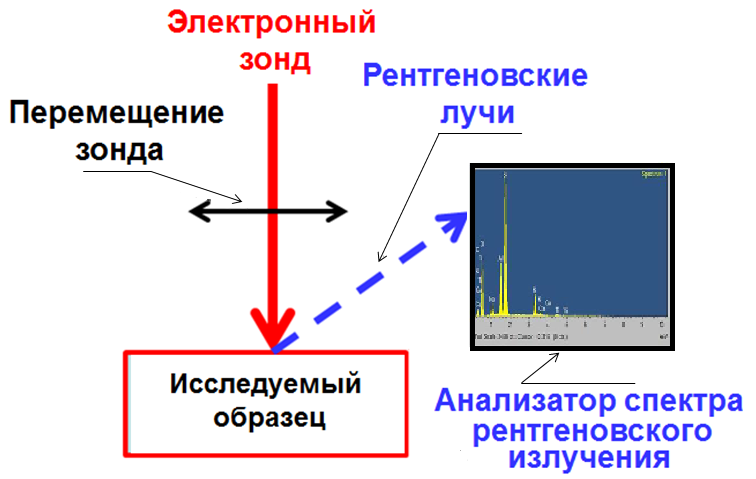 Электронный
зонд
Рентгеновские
лучи
Перемещение
зонда
Исследуемый
образец
Анализатор спектра
рентгеновского
излучения